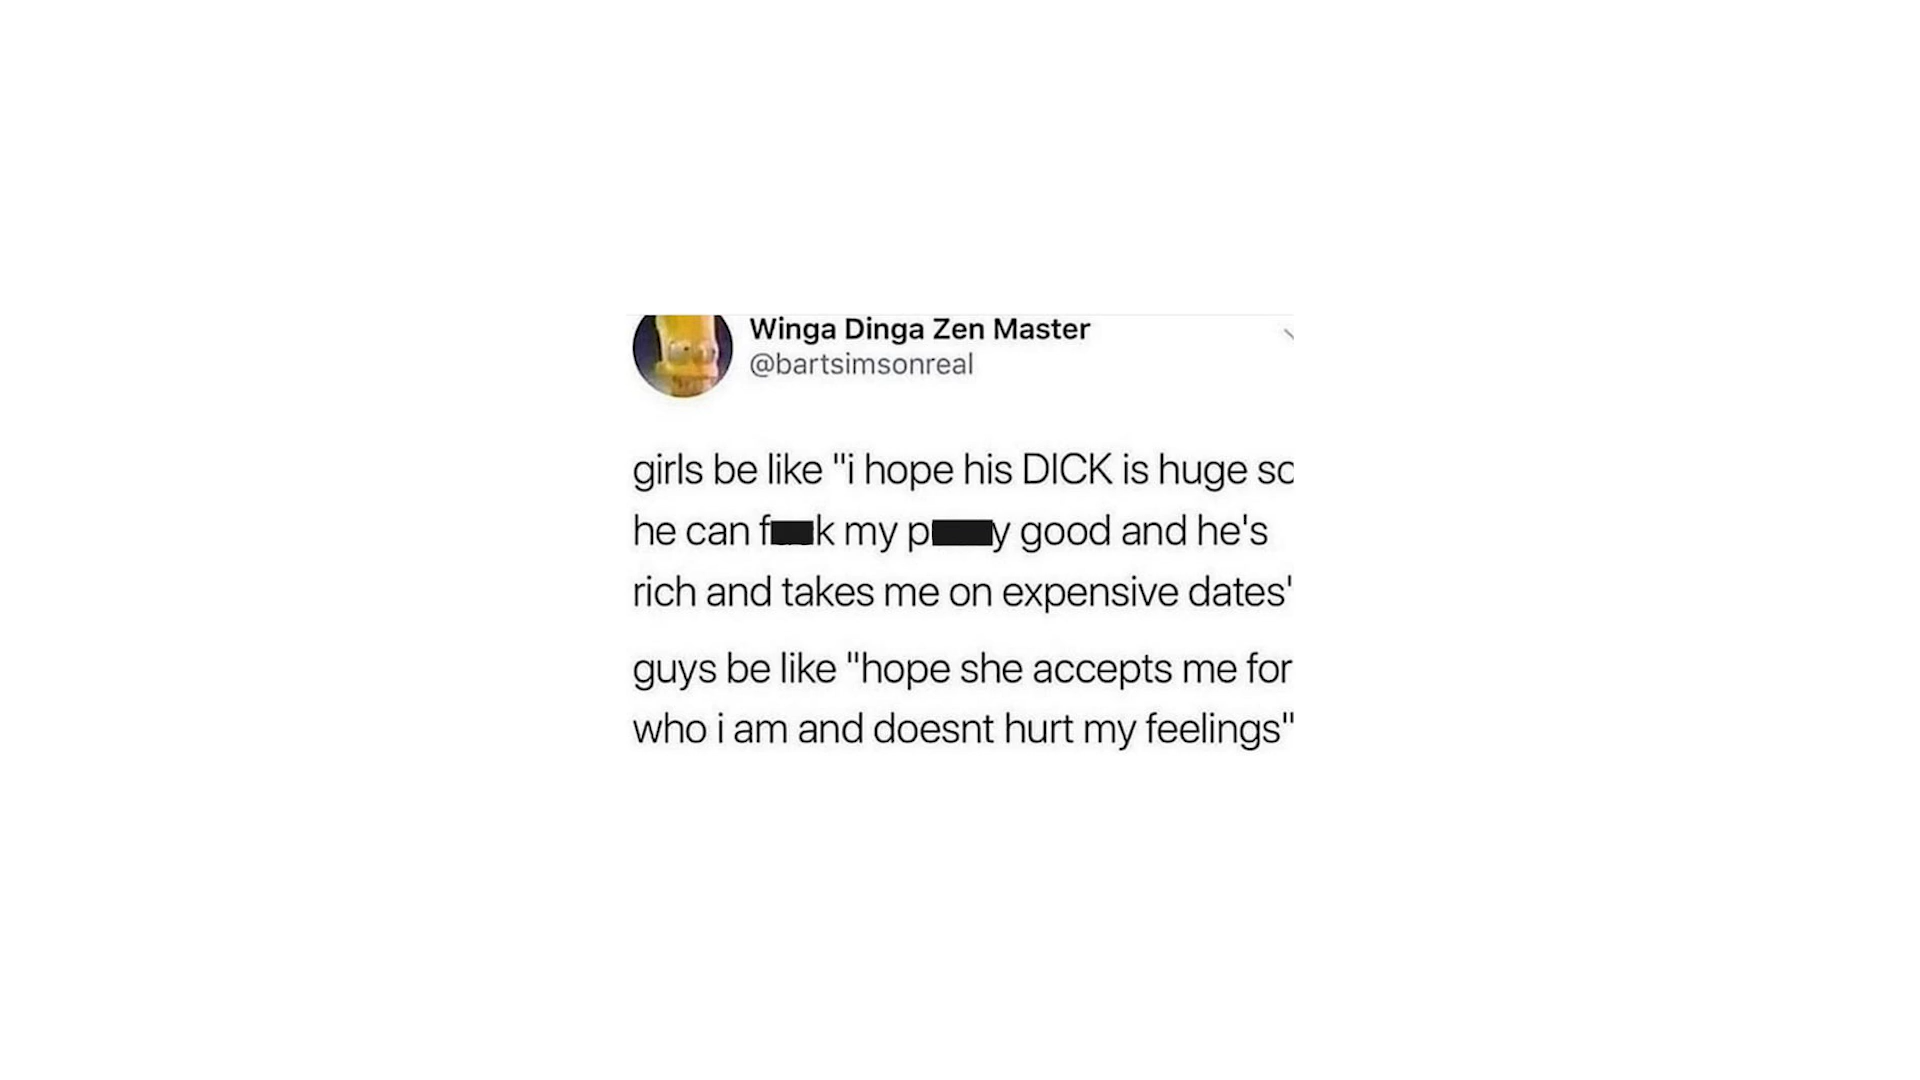 Winga Dinga Zen Master
@bartsimsonreal
girls be like "i hope his DICK is huge so
he can f k my p y good and he's
rich and takes me on expensive dates'
guys be like "hope she accepts me for
who i am and doesnt hurt my feelings"